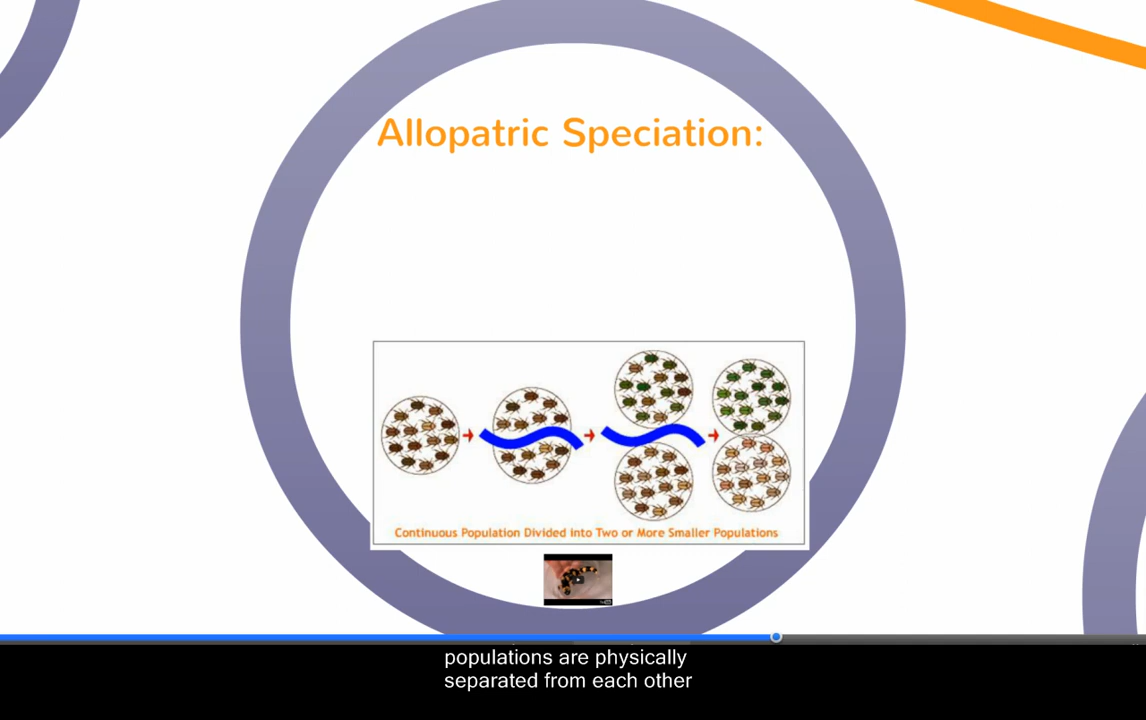 Allopatric Speciation:
Continuous Population Divided into Two or More Smaller Populations
populations are physically
separated from each other